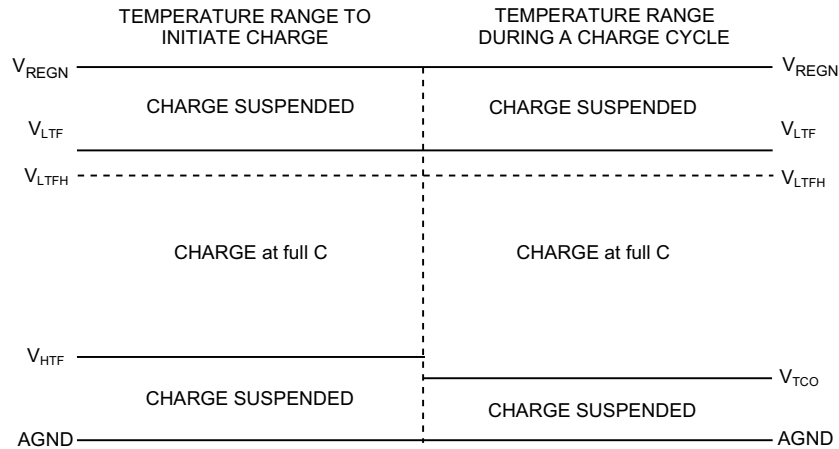 TEMPERATURE RANGE TO
INITIATE CHARGE
TEMPERATURE RANGE
DURING A CHARGE CYCLE
VREGN
VREGN
CHARGE SUSPENDED
CHARGE SUSPENDED
VLTF
VLTF
VLTFH
VLTFH
CHARGE at full C
CHARGE at full C
VHTF
VTCO
CHARGE SUSPENDED
CHARGE SUSPENDED
AGND
AGND